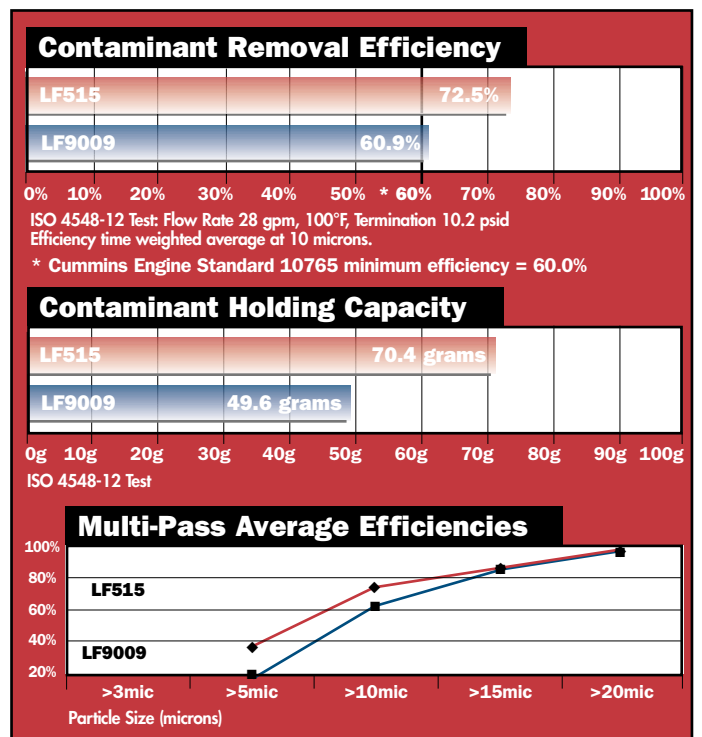 Contaminant Removal Efficiency
LF515 72.5%
LF9009 60.9%
0% 10% 20% 30% 40% 50% * 60% 70% 80% 90% 100%
ISO 4548-12 Test: Flow Rate 28 gpm, 100°F, Termination 10.2 psid
Efficiency time weighted average at 10 microns.
* Cummins Engine Standard 10765 minimum efficiency = 60.0%
Contaminant Holding Capacity
LF515 70.4 grams
LF9009 49.6 grams
0g 10g 20g 30g 40g 50g 60g 70g 80g 90g 100g
ISO 4548-12 Test
Multi-Pass Average Efficiencies
100%
80%
LF515
60%
40%
LF9009
20%
>3mic >5mic >10mic >15mic >20mic
Particle Size (microns)